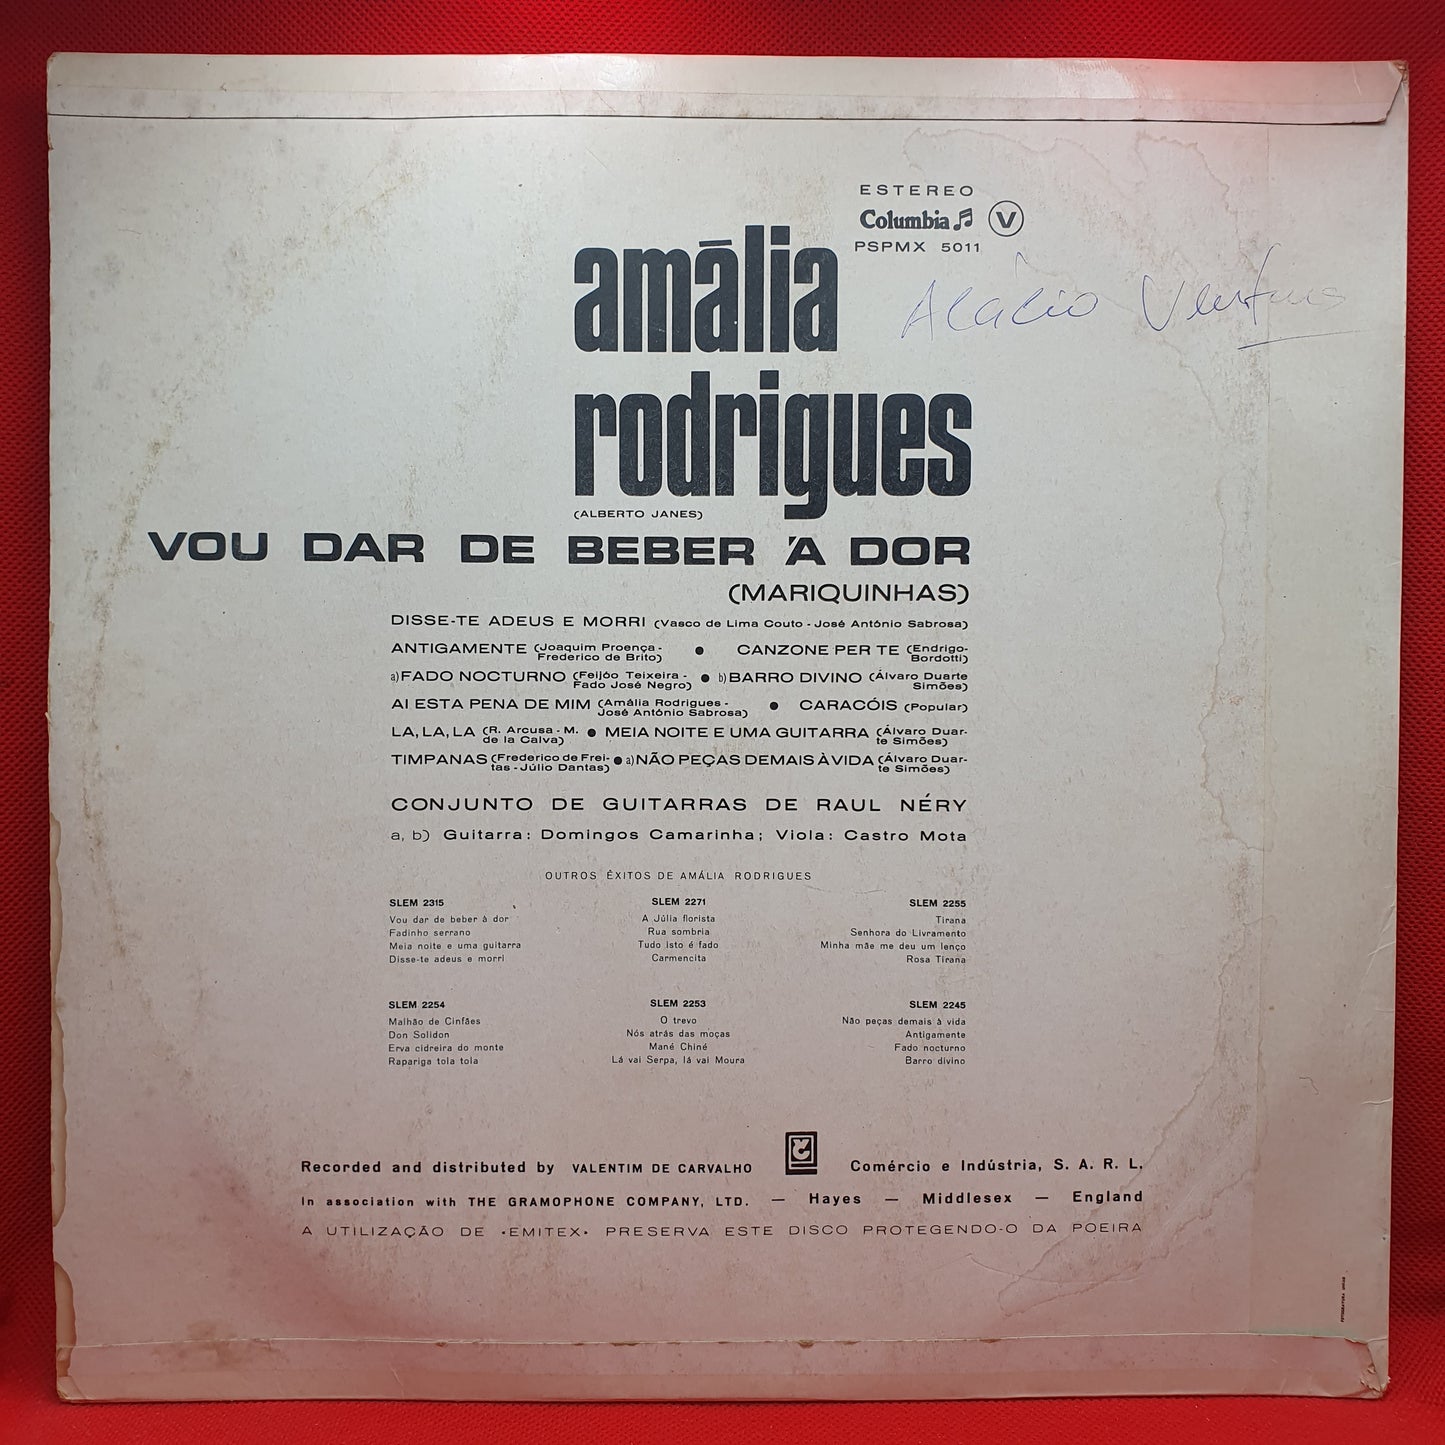 ESTEREO
Columbia V
PSPMX 5011
amália
rodrigues
Acácio Ventura
(ALBERTO JANES)
VOU DAR DE BEBER 'A DOR
(MARIQUINHAS)
DISSE-TE ADEUS E MORRI (Vasco de Lima Couto - José António Sabrosa)
ANTIGAMENTE (Joaquim Proença - Frederico de Brito) ● CANZONE PER TE (Endrigo-Bordotti)
a) FADO NOCTURNO (Feijóo Teixeira - Fado José Negro) ● b) BARRO DIVINO (Álvaro Duarte Simões)
AI ESTA PENA DE MIM (Amália Rodrigues - José António Sabrosa) ● CARACÓIS (Popular)
LA, LA, LA (R. Arcusa - M. de la Calva) ● MEIA NOITE E UMA GUITARRA (Álvaro Duarte Simões)
TIMPANAS (Frederico de Freitas - Júlio Dantas) ● a) NÃO PEÇAS DEMAIS À VIDA (Álvaro Duarte Simões)
CONJUNTO DE GUITARRAS DE RAUL NÉRY
a, b) Guitarra: Domingos Camarinha; Viola: Castro Mota
OUTROS ÊXITOS DE AMÁLIA RODRIGUES
SLEM 2315
Vou dar de beber à dor
Fadinho serrano
Meia noite e uma guitarra
Disse-te adeus e morri
SLEM 2271
A Júlia florista
Rua sombria
Tudo isto é fado
Carmencita
SLEM 2255
Tirana
Senhora do Livramento
Minha mãe me deu um lenço
Rosa Tirana
SLEM 2254
Malhão de Cinfães
Don Solidon
Erva cidreira do monte
Rapariga tola tola
SLEM 2253
O trevo
Nós atrás das moças
Mané Chiné
Lá vai Serpa, lá vai Moura
SLEM 2245
Não peças demais à vida
Antigamente
Fado nocturno
Barro divino
Recorded and distributed by VALENTIM DE CARVALHO Comércio e Indústria, S. A. R. L.
In association with THE GRAMOPHONE COMPANY, LTD. — Hayes — Middlesex — England
A UTILIZAÇÃO DE «EMITEX» PRESERVA ESTE DISCO PROTEGENDO-O DA POEIRA